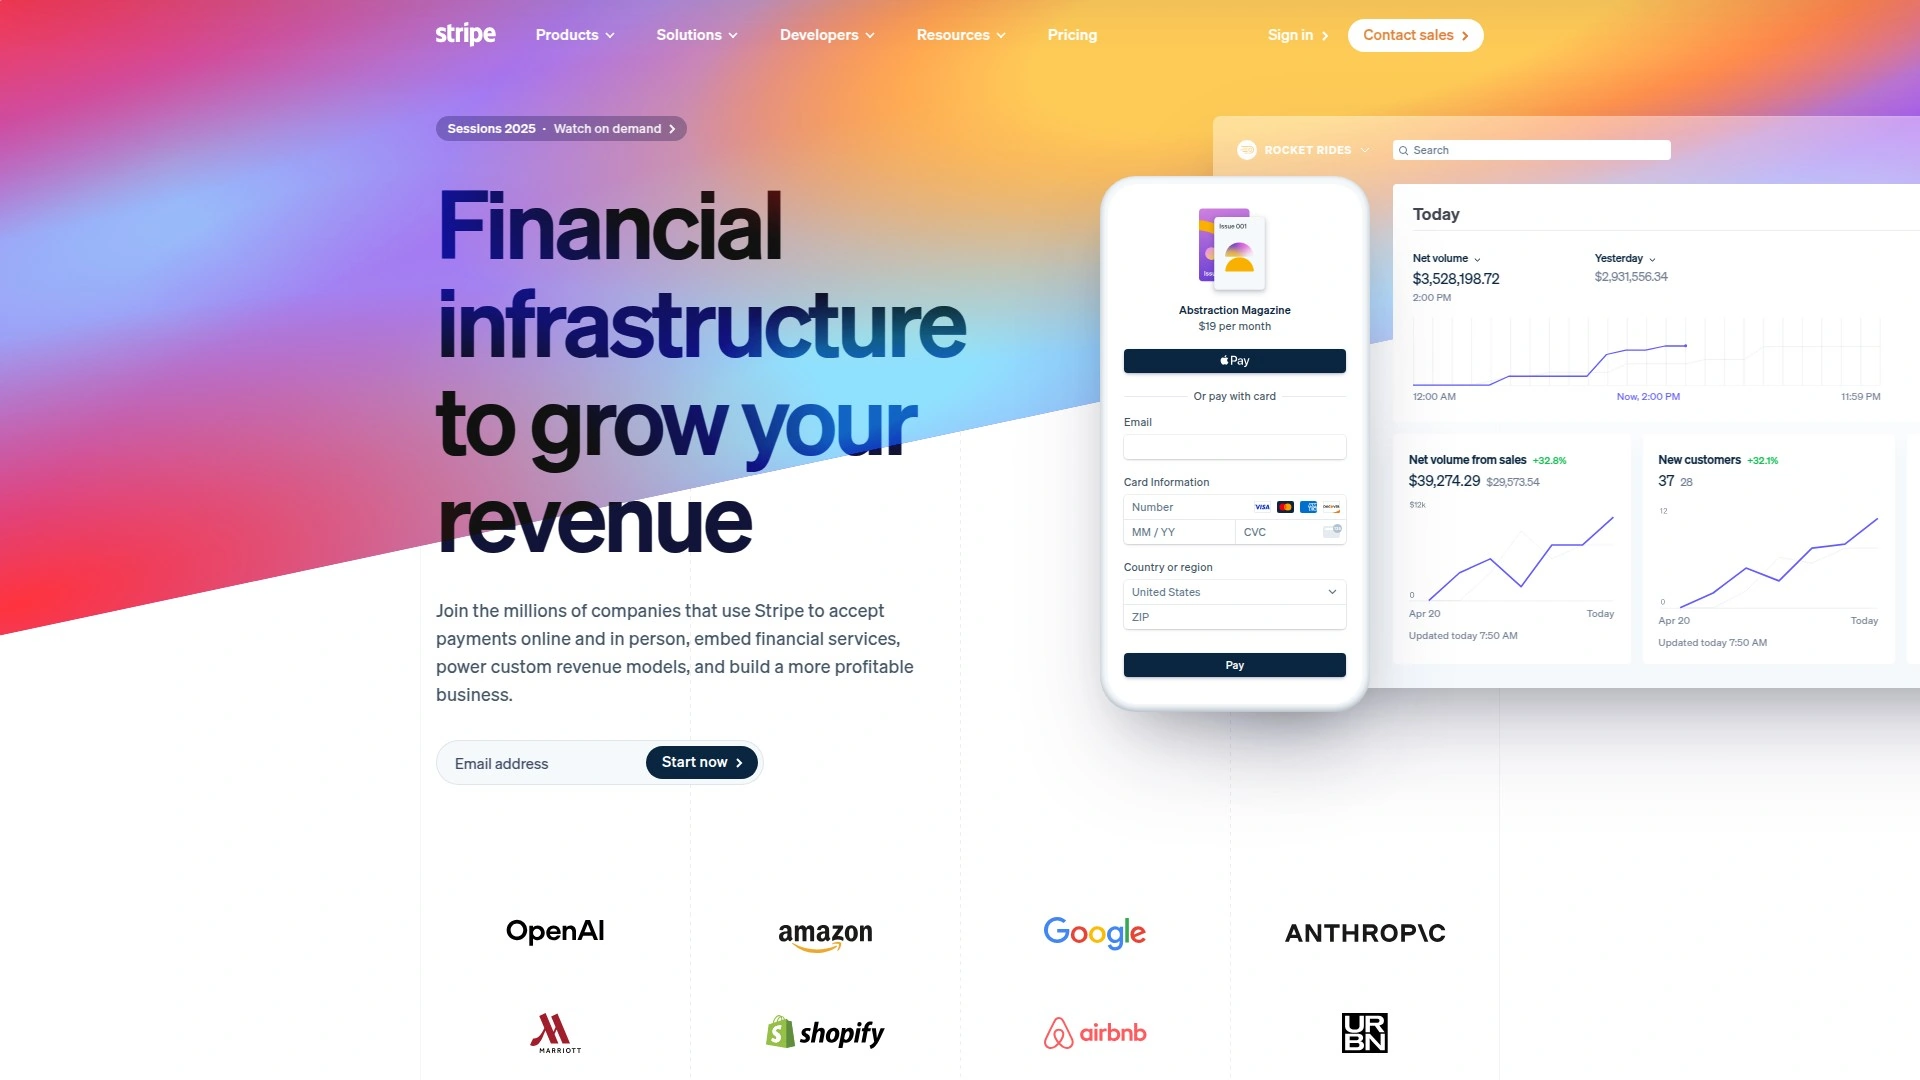 stripe
Products
Solutions
Developers
Resources
Pricing
Sign in
Contact sales
Sessions 2025 · Watch on demand
Financial
infrastructure
to grow your
revenue
Join the millions of companies that use Stripe to accept
payments online and in person, embed financial services,
power custom revenue models, and build a more profitable
business.
Email address
Start now
Issue 001
Abstraction Magazine
$19 per month
Pay
Or pay with card
Email
Card Information
Number
VISA
DISCOVER
MM / YY
CVC
Country or region
United States
ZIP
Pay
ROCKET RIDES
Search
Today
Net volume
$3,528,198.72
2:00 PM
Yesterday
$2,931,556.34
12:00 AM
Now, 2:00 PM
11:59 PM
Net volume from sales +32.8%
$39,274.29 $29,573.54
$12k
0
Apr 20
Today
Updated today 7:50 AM
New customers +32.1%
37 28
12
0
Apr 20
Today
Updated today 7:50 AM
OpenAI
amazon
Google
ANTHROP\C
MARRIOTT
shopify
airbnb
URBN